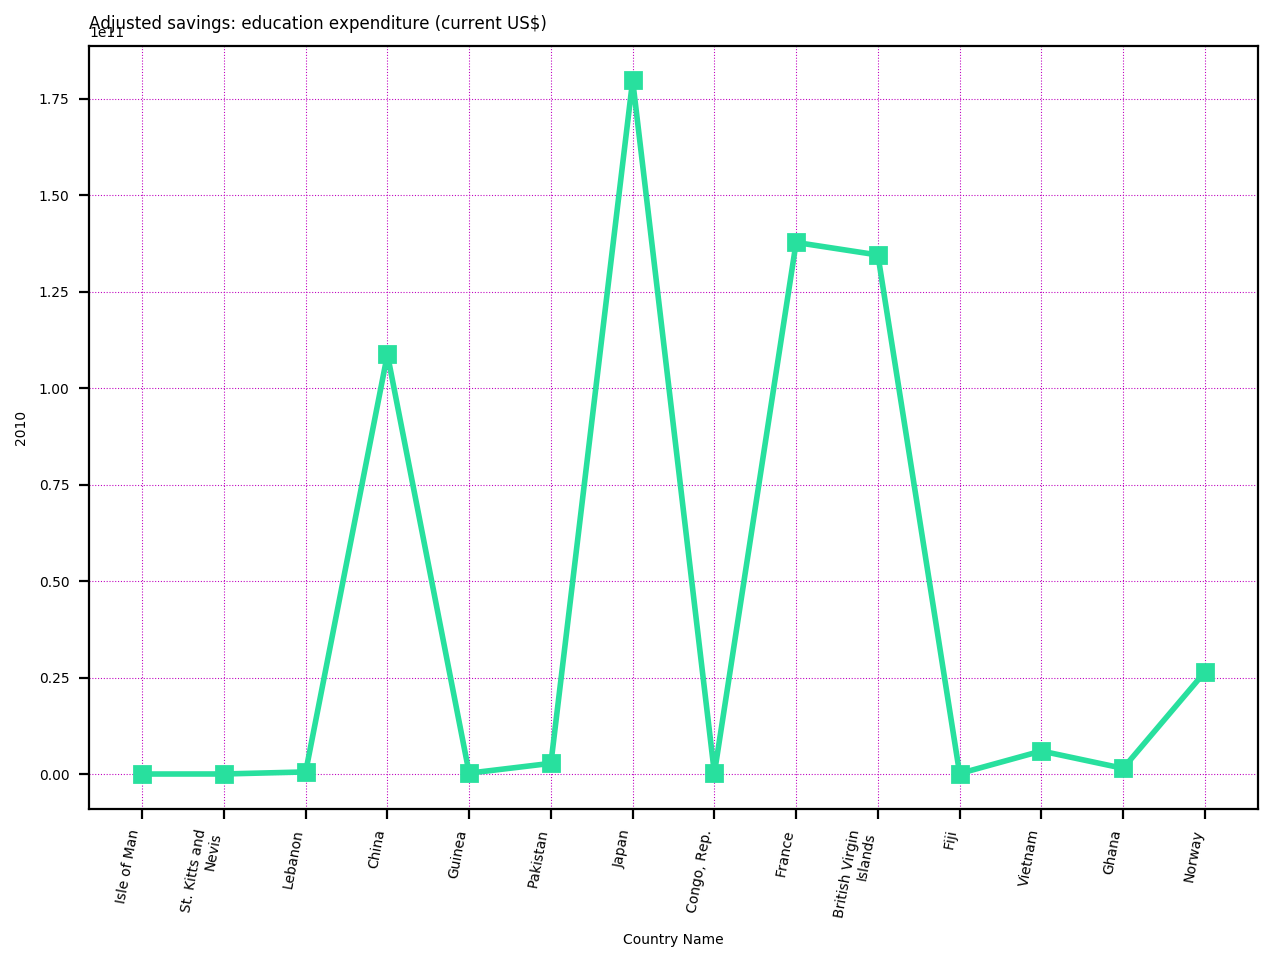 Adjusted savings: education expenditure (current US$)
1e11
1.75
1.50
1.25
1.00
0.75
0.50
0.25
0.00
2010
Isle of Man
St. Kitts and
Nevis
Lebanon
China
Guinea
Pakistan
Japan
Congo, Rep.
France
British Virgin
Islands
Fiji
Vietnam
Ghana
Norway
Country Name